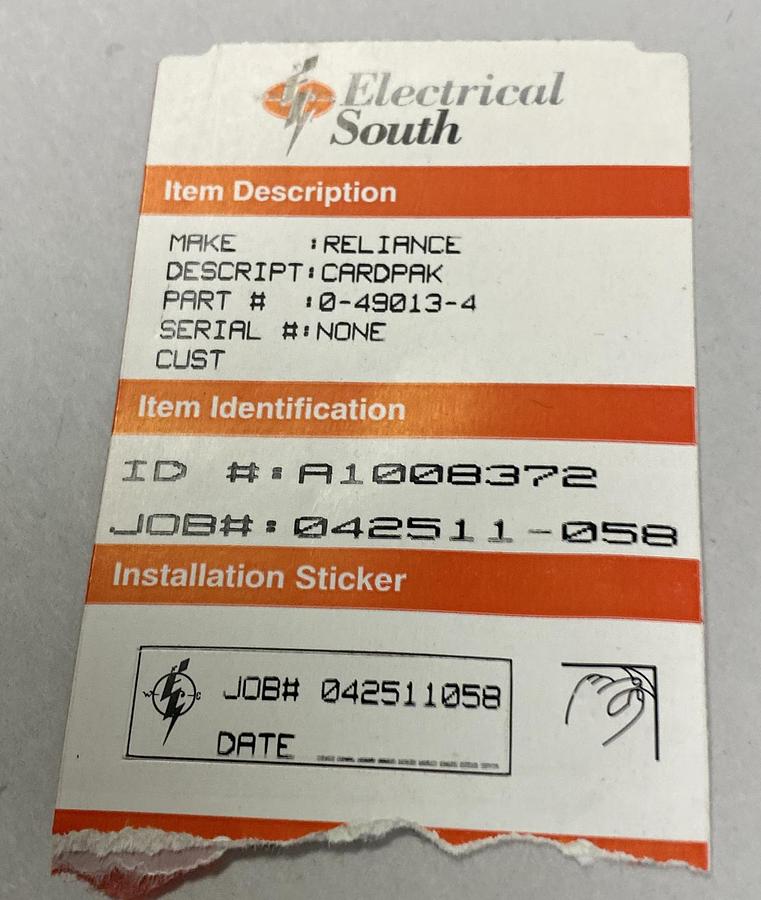 Electrical
South
Item Description
MAKE :RELIANCE
DESCRIPT:CARDPAK
PART # :0-49013-4
SERIAL #:NONE
CUST
Item Identification
ID #:A1008372
JOB#:042511-058
Installation Sticker
JOB# 042511058
DATE